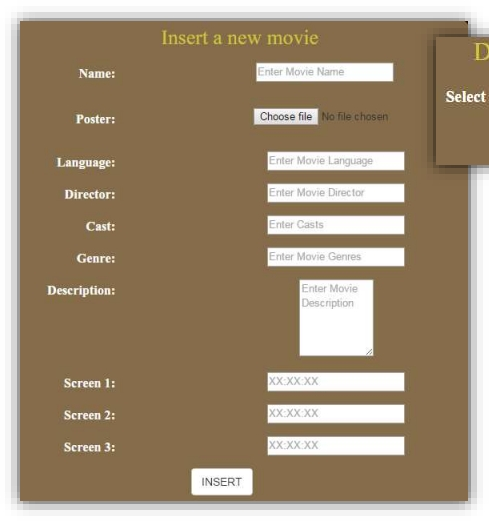 Insert a new movie
Name: Enter Movie Name
Poster: Choose file No file chosen
Language: Enter Movie Language
Director: Enter Movie Director
Cast: Enter Casts
Genre: Enter Movie Genres
Description: Enter Movie
Description
Screen 1: XX:XX:XX
Screen 2: XX:XX:XX
Screen 3: XX:XX:XX
INSERT
D
Select